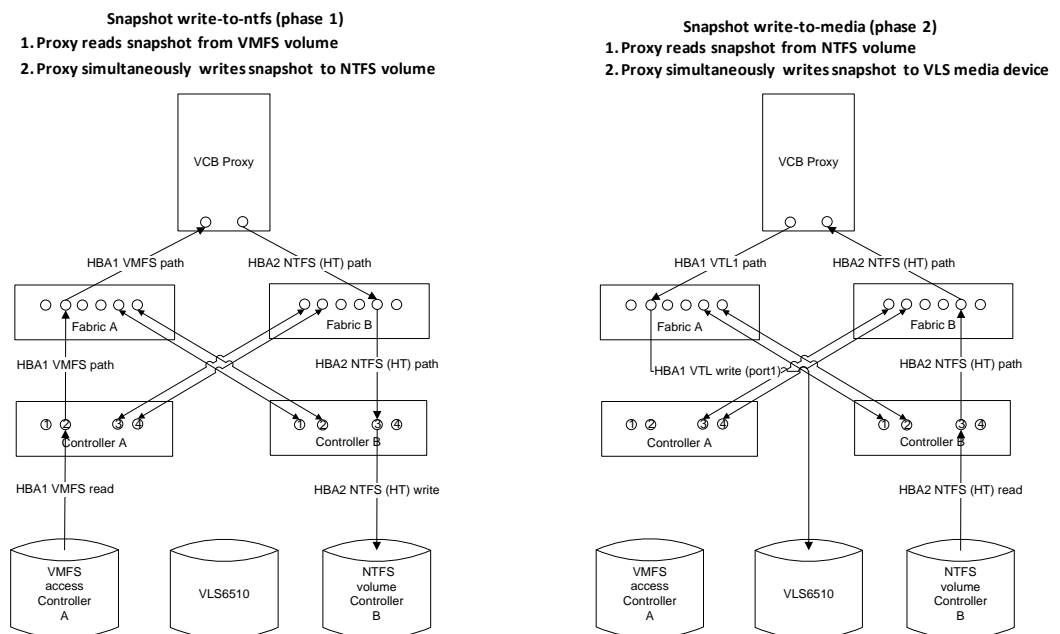 Snapshot write-to-ntfs (phase 1)
1. Proxy reads snapshot from VMFS volume
2. Proxy simultaneously writes snapshot to NTFS volume
VCB Proxy
HBA1 VMFS path
HBA2 NTFS (HT) path
Fabric A
Fabric B
HBA1 VMFS path
HBA2 NTFS (HT) path
1 2 3 4
Controller A
1 2 3 4
Controller B
HBA1 VMFS read
HBA2 NTFS (HT) write
VMFS
access
Controller
A
VLS6510
NTFS
volume
Controller
B
Snapshot write-to-media (phase 2)
1. Proxy reads snapshot from NTFS volume
2. Proxy simultaneously writes snapshot to VLS media device
VCB Proxy
HBA1 VTL1 path
HBA2 NTFS (HT) path
Fabric A
Fabric B
HBA1 VTL write (port1)
HBA2 NTFS (HT) path
1 2 3 4
Controller A
1 2 3 4
Controller B
HBA2 NTFS (HT) read
VMFS
access
Controller
A
VLS6510
NTFS
volume
Controller
B